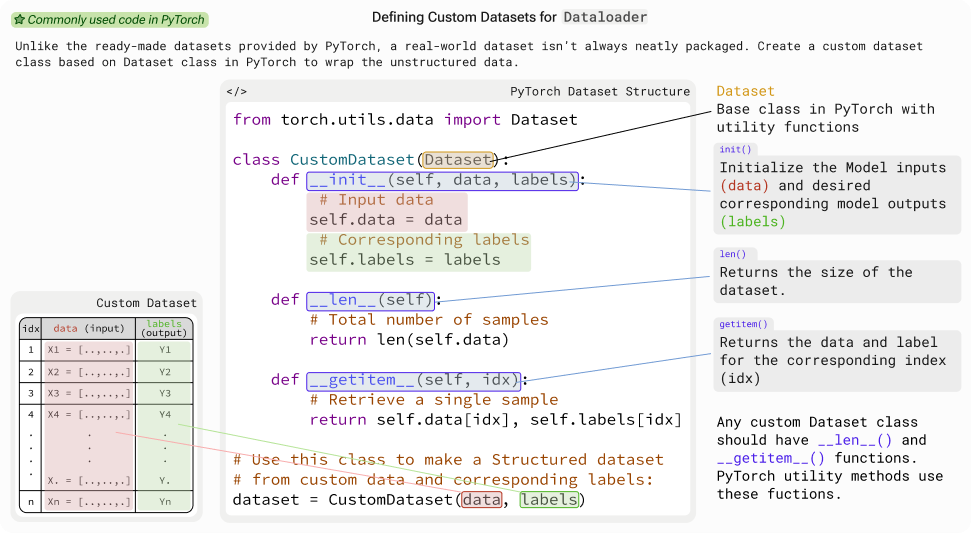 Commonly used code in PyTorch
Defining Custom Datasets for Dataloader
Unlike the ready-made datasets provided by PyTorch, a real-world dataset isn't always neatly packaged. Create a custom dataset
class based on Dataset class in PyTorch to wrap the unstructured data.
</> PyTorch Dataset Structure
from torch.utils.data import Dataset
class CustomDataset(Dataset):
def __init__(self, data, labels):
# Input data
self.data = data
# Corresponding labels
self.labels = labels
def __len__(self):
# Total number of samples
return len(self.data)
def __getitem__(self, idx):
# Retrieve a single sample
return self.data[idx], self.labels[idx]
# Use this class to make a Structured dataset
# from custom data and corresponding labels:
dataset = CustomDataset(data, labels)
Dataset
Base class in PyTorch with
utility functions
init()
Initialize the Model inputs
(data) and desired
corresponding model outputs
(labels)
len()
Returns the size of the
dataset.
getitem()
Returns the data and label
for the corresponding index
(idx)
Any custom Dataset class
should have __len__() and
__getitem__() functions.
PyTorch utility methods use
these fuctions.
Custom Dataset
idx data (input) labels (output)
1 X1 = [..,..,.] Y1
2 X2 = [..,..,.] Y2
3 X3 = [..,..,.] Y3
4 X4 = [..,..,.] Y4
. . .
. . .
. . .
. X. = [..,..,.] Y.
n Xn = [..,..,.] Yn